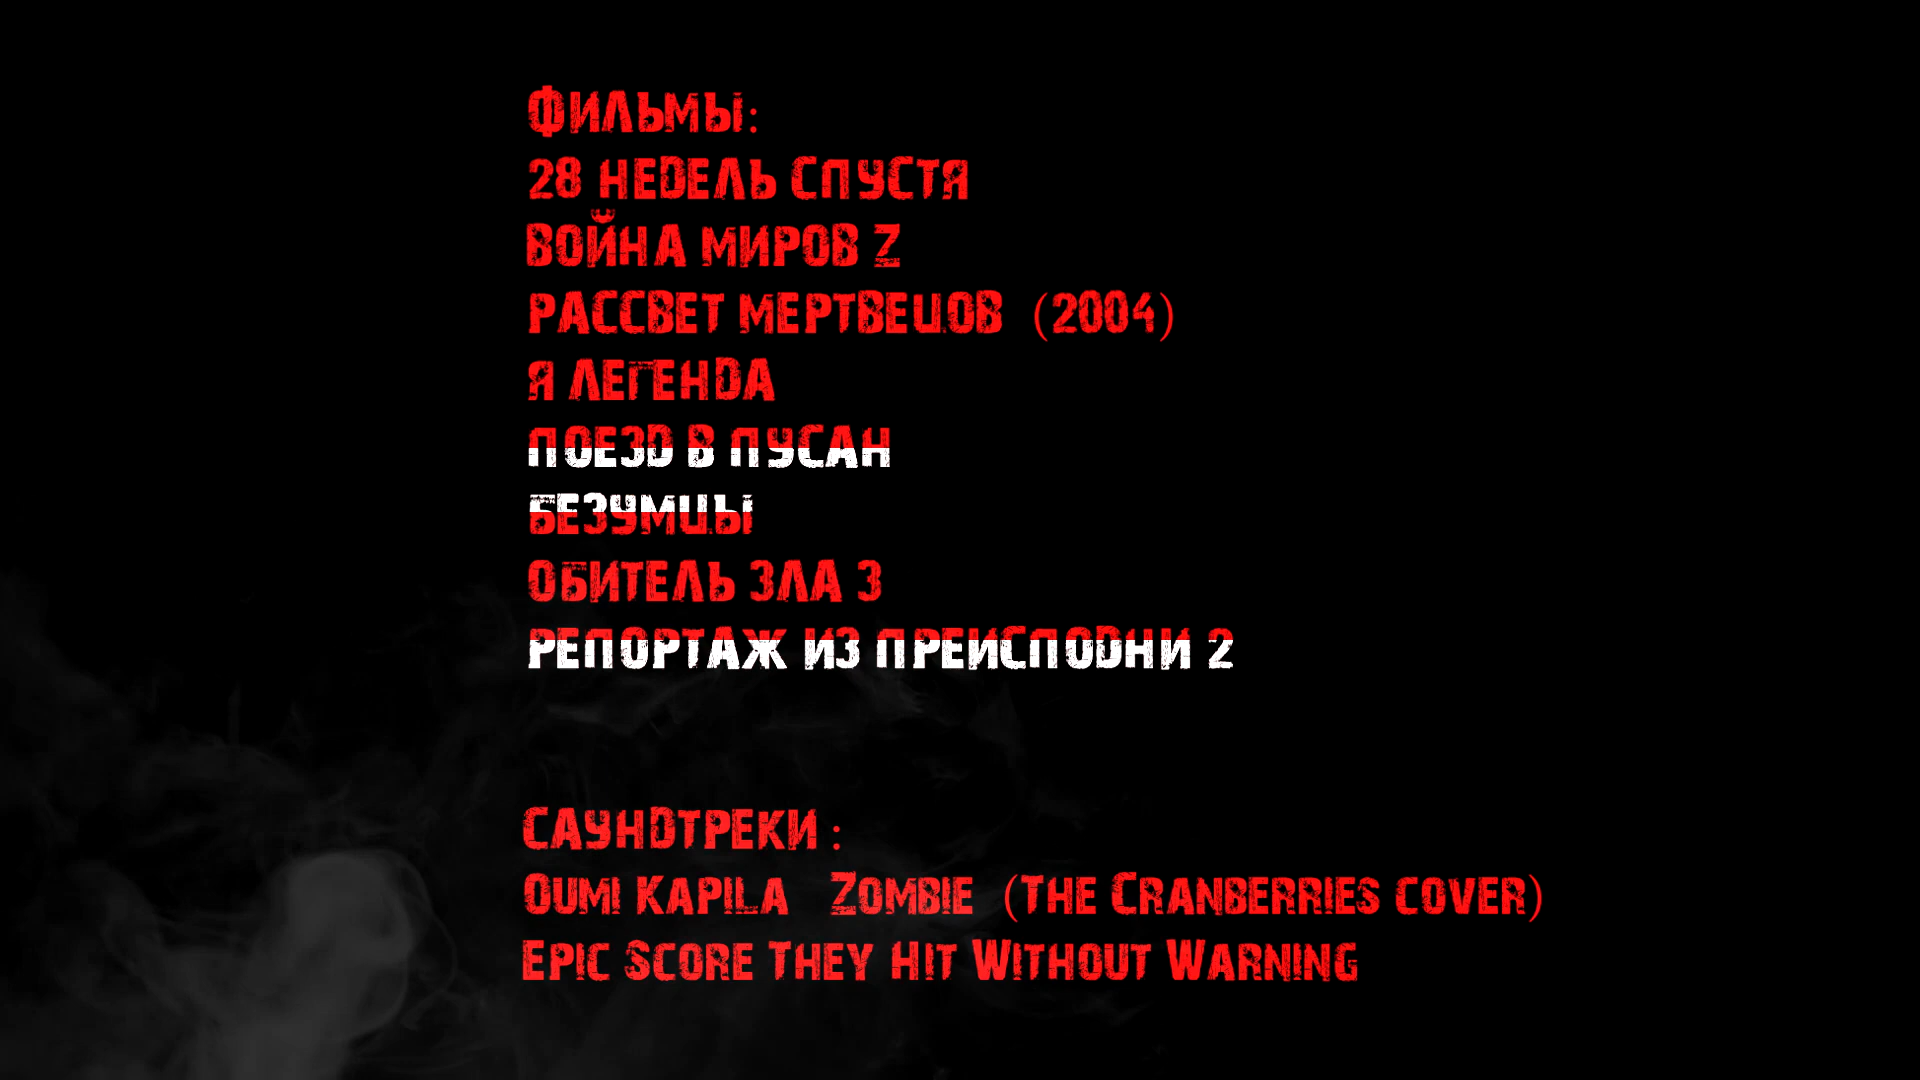 Фильмы:
28 недель спустя
Война миров Z
Рассвет мертвецов (2004)
Я легенда
Поезд в Пусан
Безумцы
Обитель зла 3
Репортаж из преисподни 2
Саундтреки :
Oumi Kapila Zombie (The Cranberries cover)
Epic Score They Hit Without Warning